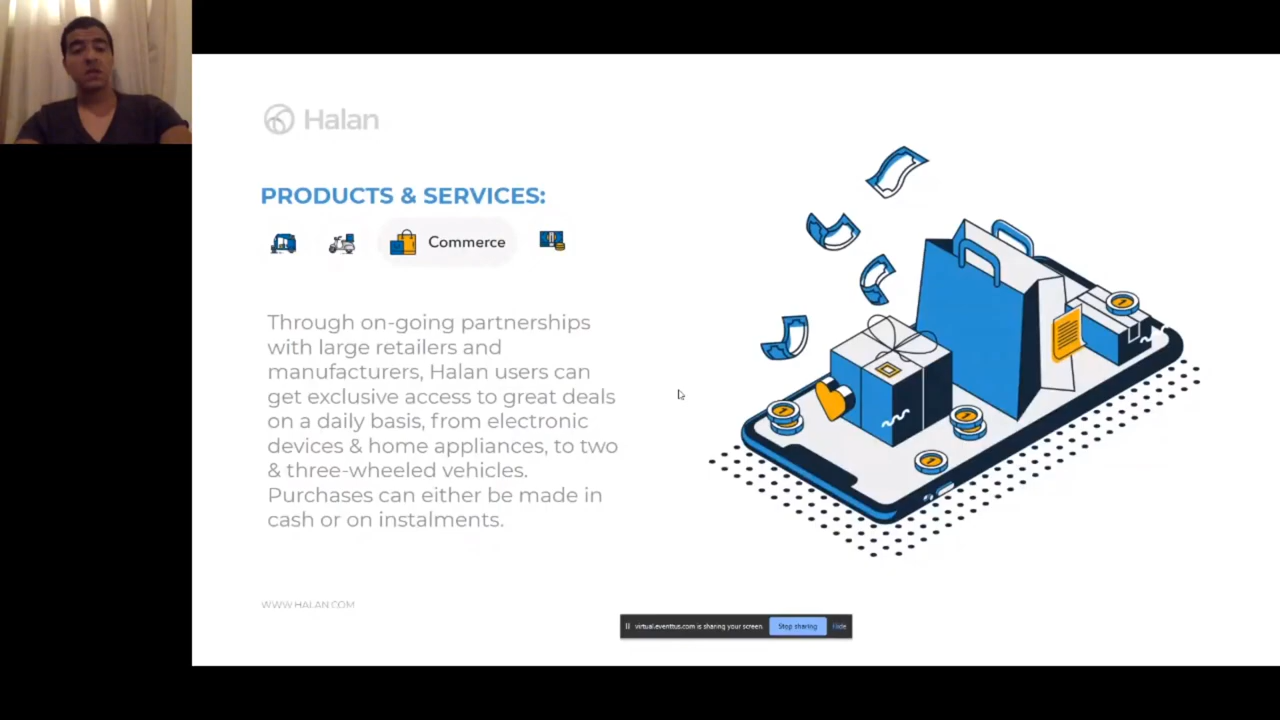 Halan
PRODUCTS & SERVICES:
Commerce
Through on-going partnerships
with large retailers and
manufacturers, Halan users can
get exclusive access to great deals
on a daily basis, from electronic
devices & home appliances, to two
& three-wheeled vehicles.
Purchases can either be made in
cash or on instalments.
WWW.HALAN.COM
virtual.eventtus.com is sharing your screen. Stop sharing Hide